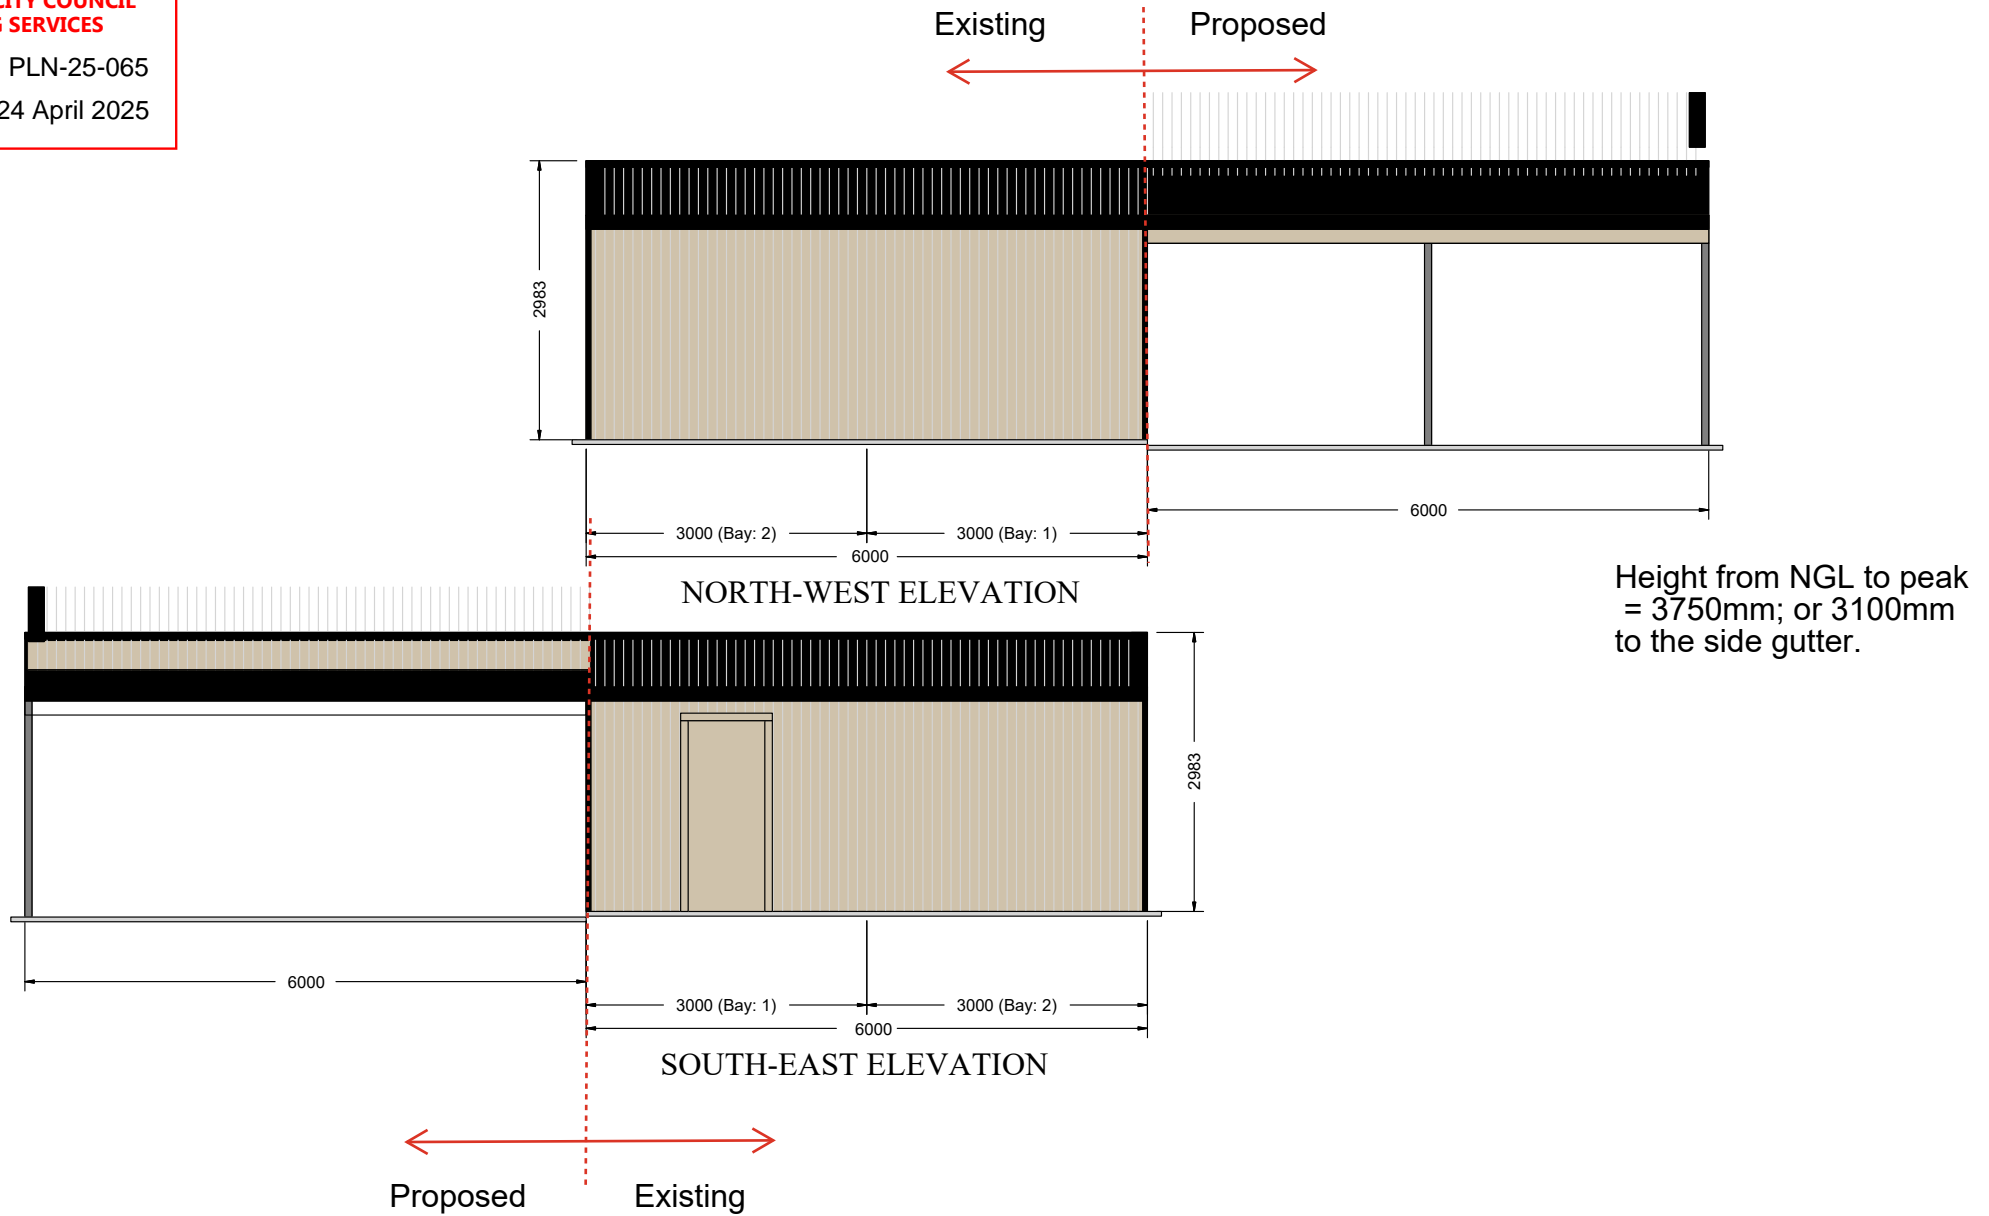 CITY COUNCIL
SERVICES
PLN-25-065
24 April 2025
Existing
Proposed
2983
3000 (Bay: 2)
3000 (Bay: 1)
6000
6000
NORTH-WEST ELEVATION
Height from NGL to peak
= 3750mm; or 3100mm
to the side gutter.
2983
6000
3000 (Bay: 1)
3000 (Bay: 2)
6000
SOUTH-EAST ELEVATION
Proposed
Existing